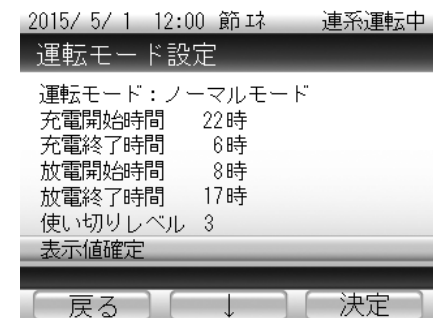 2015/ 5/ 1 12:00 節ｴﾈ 連系運転中
運転モード設定
運転モード：ノーマルモード
充電開始時間 22時
充電終了時間 6時
放電開始時間 8時
放電終了時間 17時
使い切りレベル 3
表示値確定
戻る ↓ 決定